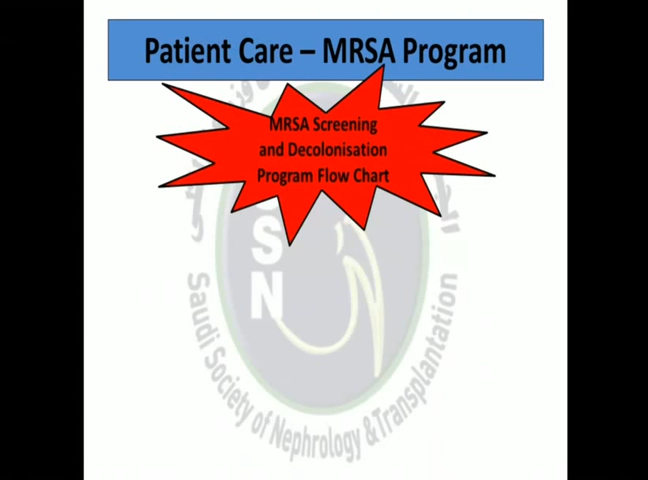 Patient Care – MRSA Program
MRSA Screening
and Decolonisation
Program Flow Chart
S
N
Saudi Society of Nephrology & Transplantation